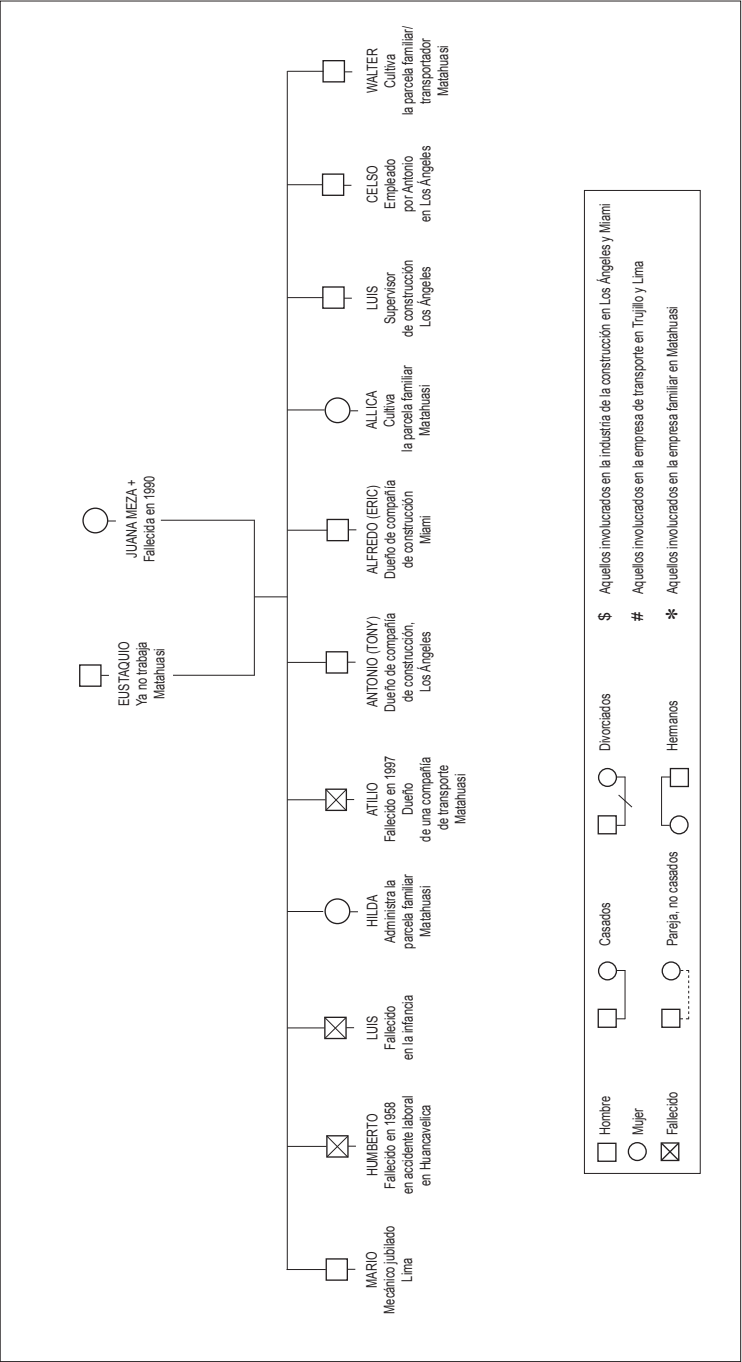 EUSTAQUIO
Ya no trabaja
Matahuasi
JUANA MEZA +
Fallecida en 1990
MARIO
Mecánico jubilado
Lima
HUMBERTO
Fallecido en 1958
en accidente laboral
en Huancavelica
LUIS
Fallecido
en la infancia
HILDA
Administra la
parcela familiar
Matahuasi
ATILIO
Fallecido en 1997
Dueño
de una compañía
de transporte
Matahuasi
ANTONIO (TONY)
Dueño de compañía
de construcción,
Los Ángeles
ALFREDO (ERIC)
Dueño de compañía
de construcción
Miami
ALLICA
Cultiva
la parcela familiar
Matahuasi
LUIS
Supervisor
de construcción
Los Ángeles
CELSO
Empleado
por Antonio
en Los Ángeles
WALTER
Cultiva
la parcela familiar/
transportador
Matahuasi
Hombre
Mujer
Fallecido
Casados
Pareja, no casados
Divorciados
Hermanos
$ Aquellos involucrados en la industria de la construcción en Los Ángeles y Miami
# Aquellos involucrados en la empresa de transporte en Trujillo y Lima
* Aquellos involucrados en la empresa familiar en Matahuasi